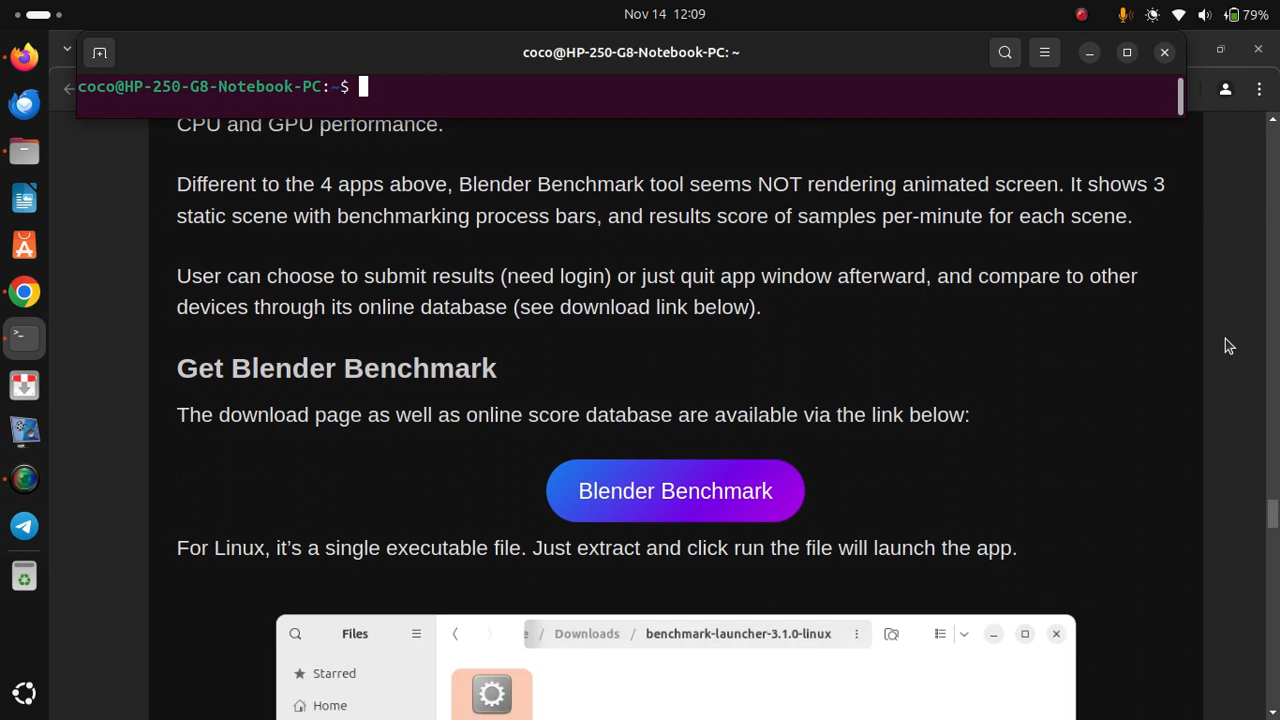 Nov 14 12:09
79%
coco@HP-250-G8-Notebook-PC: ~
coco@HP-250-G8-Notebook-PC:~$
CPU and GPU performance.
Different to the 4 apps above, Blender Benchmark tool seems NOT rendering animated screen. It shows 3
static scene with benchmarking process bars, and results score of samples per-minute for each scene.
User can choose to submit results (need login) or just quit app window afterward, and compare to other
devices through its online database (see download link below).
Get Blender Benchmark
The download page as well as online score database are available via the link below:
Blender Benchmark
For Linux, it’s a single executable file. Just extract and click run the file will launch the app.
Files
e / Downloads / benchmark-launcher-3.1.0-linux
Starred
Home